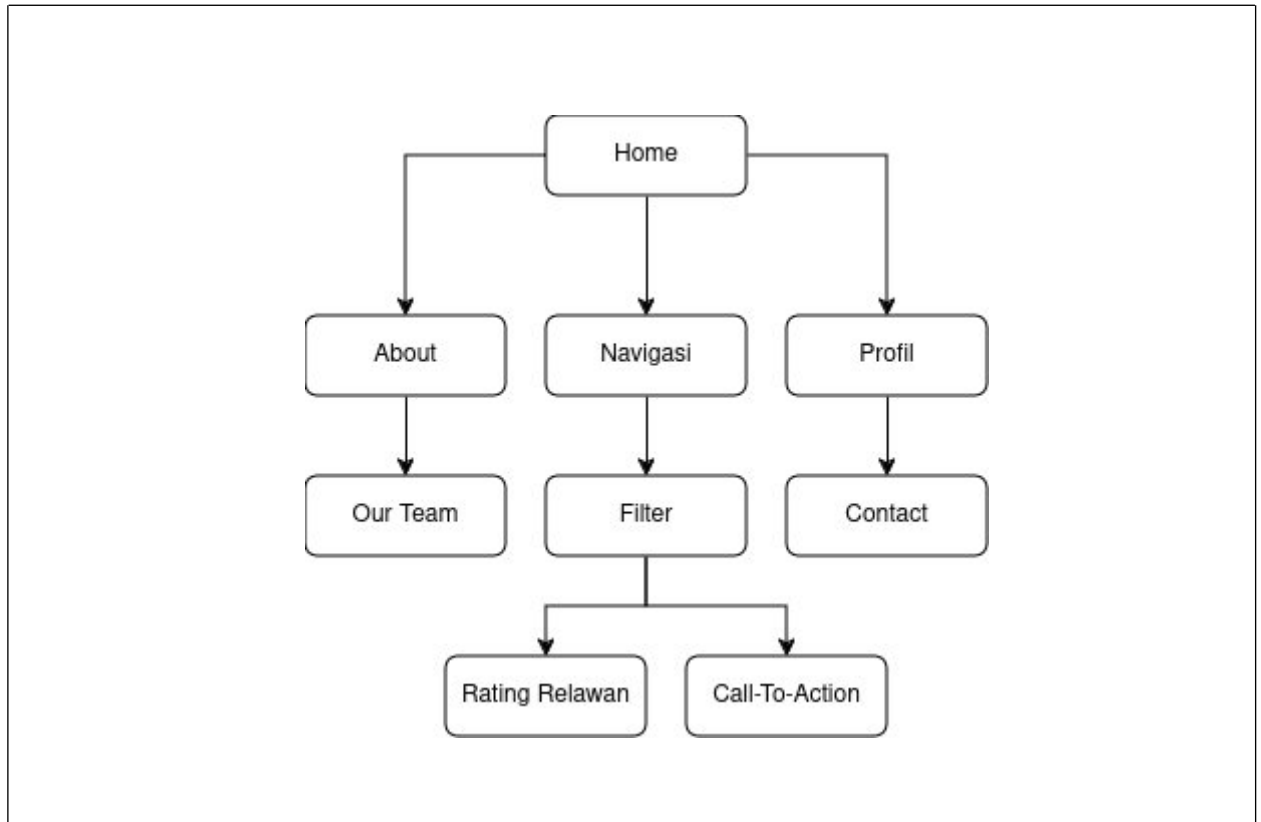 Home
About
Navigasi
Profil
Our Team
Filter
Contact
Rating Relawan
Call-To-Action